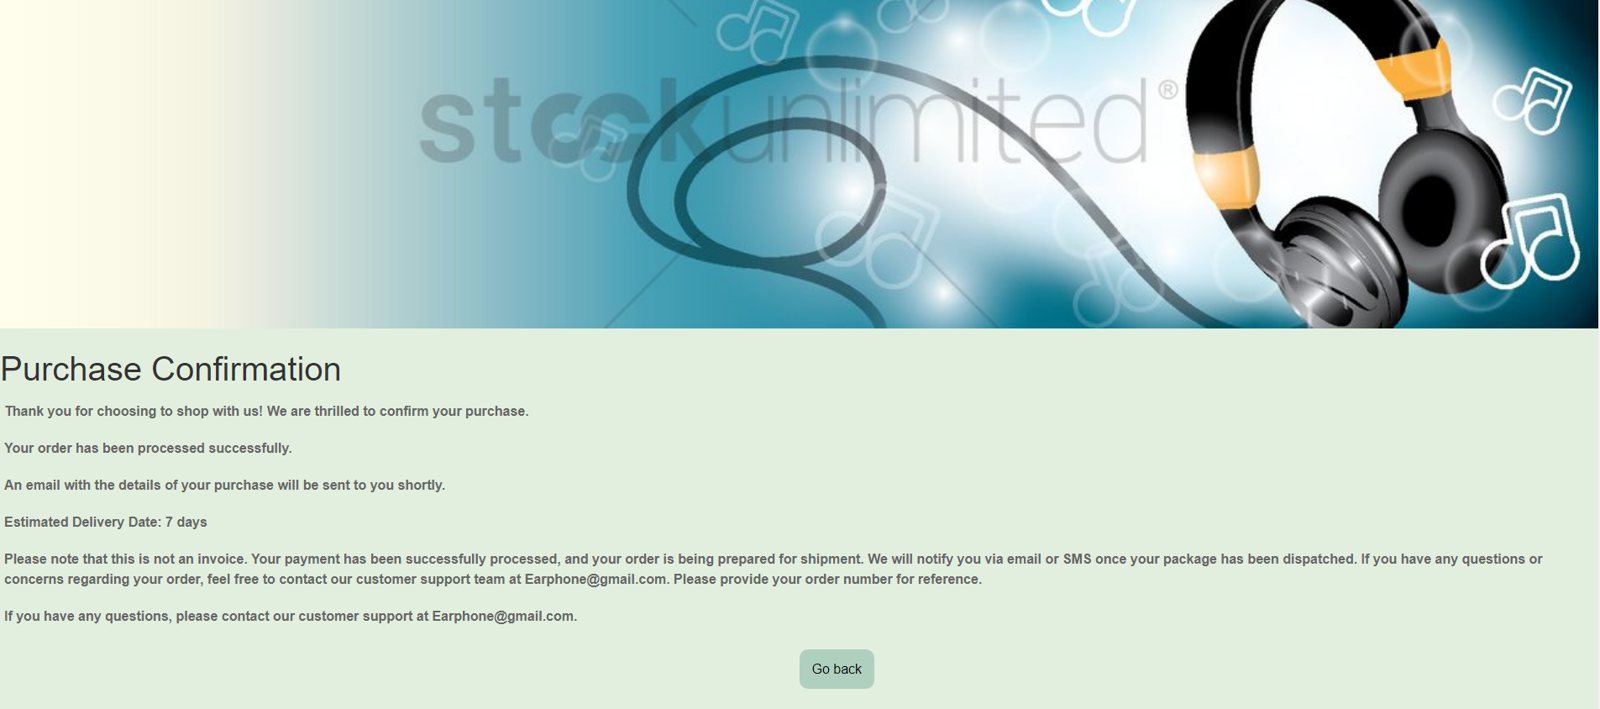 stockunlimited®
Purchase Confirmation
Thank you for choosing to shop with us! We are thrilled to confirm your purchase.
Your order has been processed successfully.
An email with the details of your purchase will be sent to you shortly.
Estimated Delivery Date: 7 days
Please note that this is not an invoice. Your payment has been successfully processed, and your order is being prepared for shipment. We will notify you via email or SMS once your package has been dispatched. If you have any questions or
concerns regarding your order, feel free to contact our customer support team at Earphone@gmail.com. Please provide your order number for reference.
If you have any questions, please contact our customer support at Earphone@gmail.com.
Go back